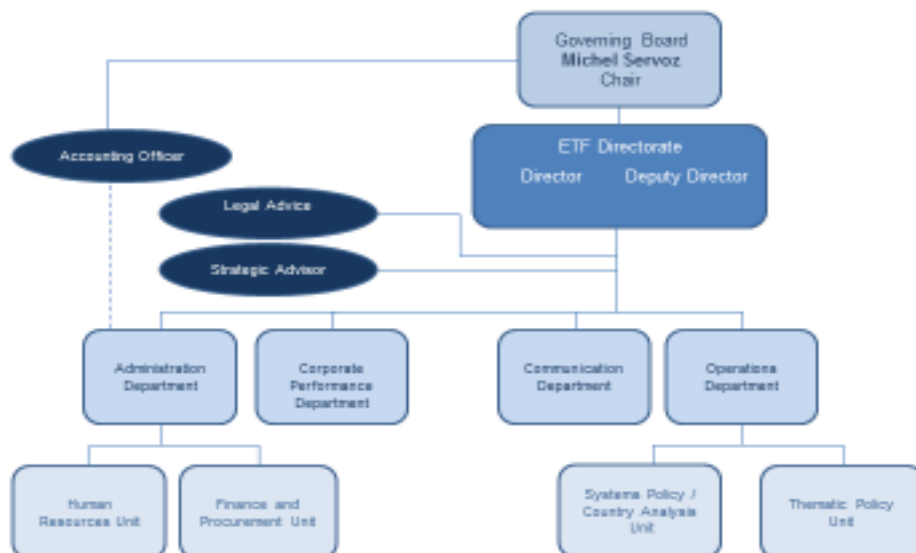 Governing Board
Michel Servoz
Chair
Accounting Officer
ETF Directorate
Director Deputy Director
Legal Advice
Strategic Advisor
Administration
Department
Corporate
Performance
Department
Communication
Department
Operations
Department
Human
Resources Unit
Finance and
Procurement Unit
Systems Policy /
Country Analysis
Unit
Thematic Policy
Unit